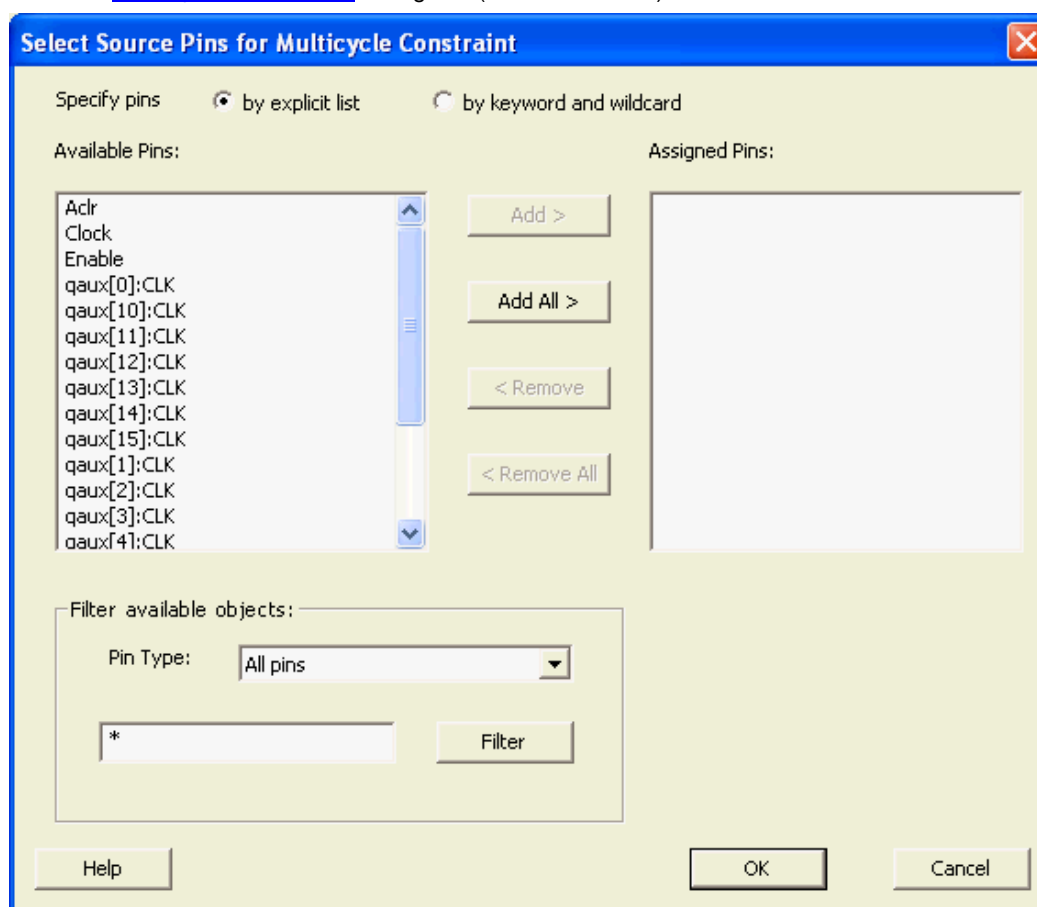 Select Source Pins for Multicycle Constraint
Specify pins by explicit list by keyword and wildcard
Available Pins: Assigned Pins:
Aclr
Clock
Enable
qaux[0]:CLK
qaux[10]:CLK
qaux[11]:CLK
qaux[12]:CLK
qaux[13]:CLK
qaux[14]:CLK
qaux[15]:CLK
qaux[1]:CLK
qaux[2]:CLK
qaux[3]:CLK
qaux[4]:CLK
Add >
Add All >
< Remove
< Remove All
Filter available objects:
Pin Type: All pins
* Filter
Help OK Cancel